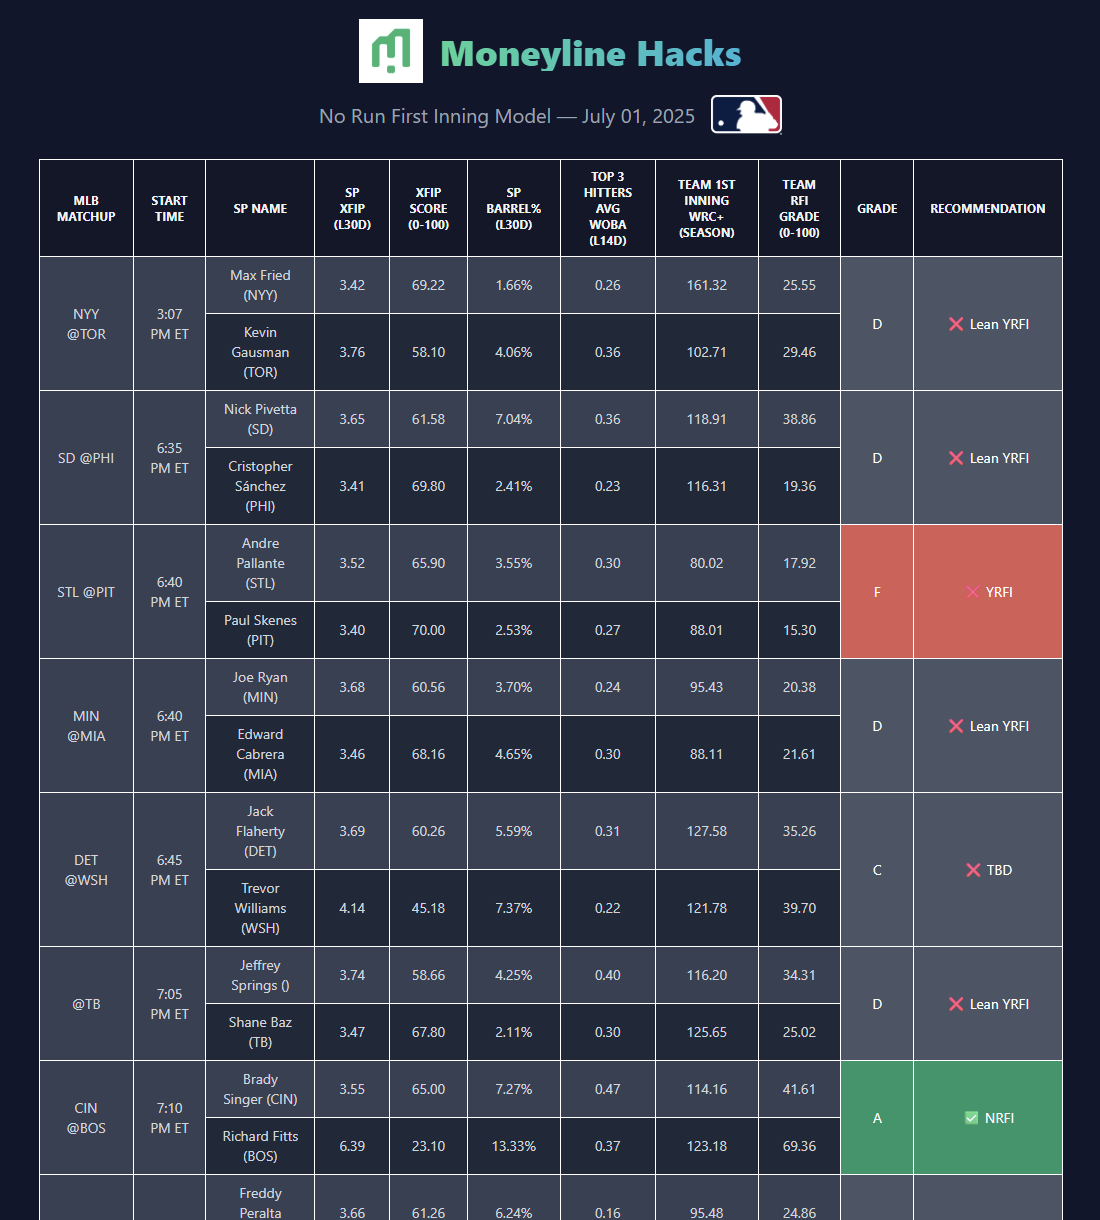 Moneyline Hacks
No Run First Inning Model — July 01, 2025
MLB MATCHUP START TIME SP NAME SP XFIP (L30D) XFIP SCORE (0-100) SP BARREL% (L30D) TOP 3 HITTERS AVG WOBA (L14D) TEAM 1ST INNING WRC+ (SEASON) TEAM RFI GRADE (0-100) GRADE RECOMMENDATION
NYY @TOR 3:07 PM ET Max Fried (NYY) 3.42 69.22 1.66% 0.26 161.32 25.55 D ❌ Lean YRFI
Kevin Gausman (TOR) 3.76 58.10 4.06% 0.36 102.71 29.46
SD @PHI 6:35 PM ET Nick Pivetta (SD) 3.65 61.58 7.04% 0.36 118.91 38.86 D ❌ Lean YRFI
Cristopher Sánchez (PHI) 3.41 69.80 2.41% 0.23 116.31 19.36
STL @PIT 6:40 PM ET Andre Pallante (STL) 3.52 65.90 3.55% 0.30 80.02 17.92 F ❌ YRFI
Paul Skenes (PIT) 3.40 70.00 2.53% 0.27 88.01 15.30
MIN @MIA 6:40 PM ET Joe Ryan (MIN) 3.68 60.56 3.70% 0.24 95.43 20.38 D ❌ Lean YRFI
Edward Cabrera (MIA) 3.46 68.16 4.65% 0.30 88.11 21.61
DET @WSH 6:45 PM ET Jack Flaherty (DET) 3.69 60.26 5.59% 0.31 127.58 35.26 C ❌ TBD
Trevor Williams (WSH) 4.14 45.18 7.37% 0.22 121.78 39.70
@TB 7:05 PM ET Jeffrey Springs () 3.74 58.66 4.25% 0.40 116.20 34.31 D ❌ Lean YRFI
Shane Baz (TB) 3.47 67.80 2.11% 0.30 125.65 25.02
CIN @BOS 7:10 PM ET Brady Singer (CIN) 3.55 65.00 7.27% 0.47 114.16 41.61 A ✅ NRFI
Richard Fitts (BOS) 6.39 23.10 13.33% 0.37 123.18 69.36
Freddy Peralta 3.66 61.26 6.24% 0.16 95.48 24.86